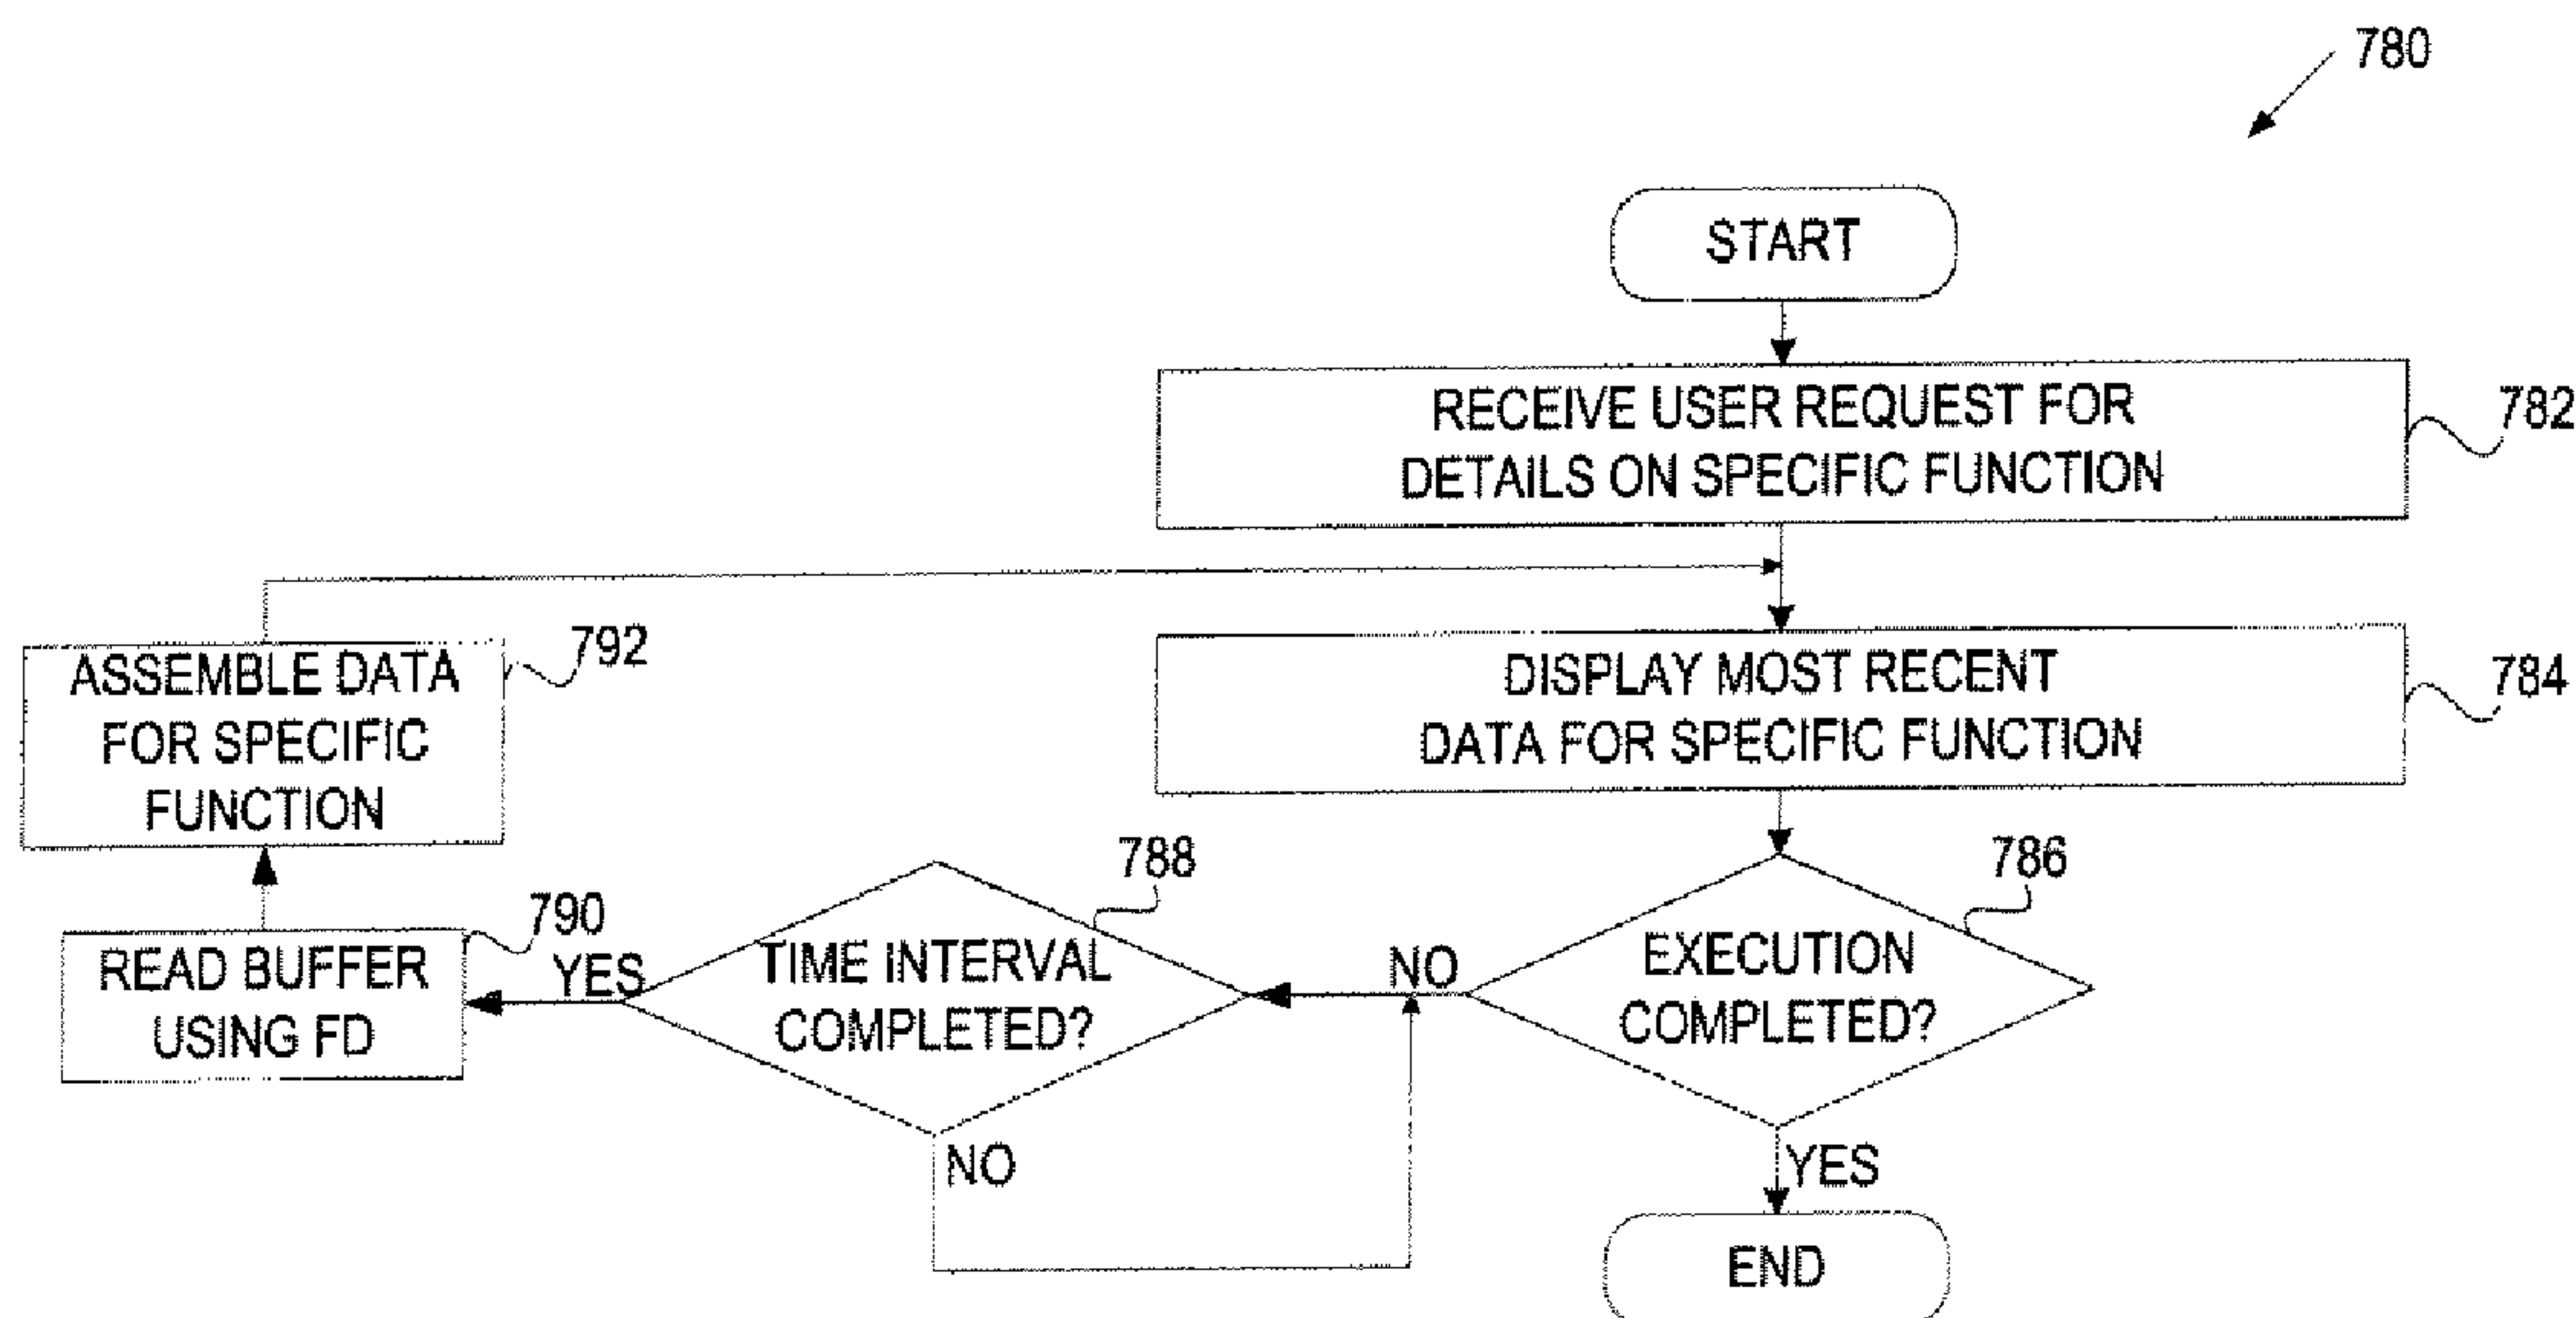 780
START
RECEIVE USER REQUEST FOR
DETAILS ON SPECIFIC FUNCTION
782
DISPLAY MOST RECENT
DATA FOR SPECIFIC FUNCTION
784
EXECUTION
COMPLETED?
786
NO
YES
END
TIME INTERVAL
COMPLETED?
788
NO
YES
READ BUFFER
USING FD
790
ASSEMBLE DATA
FOR SPECIFIC
FUNCTION
792